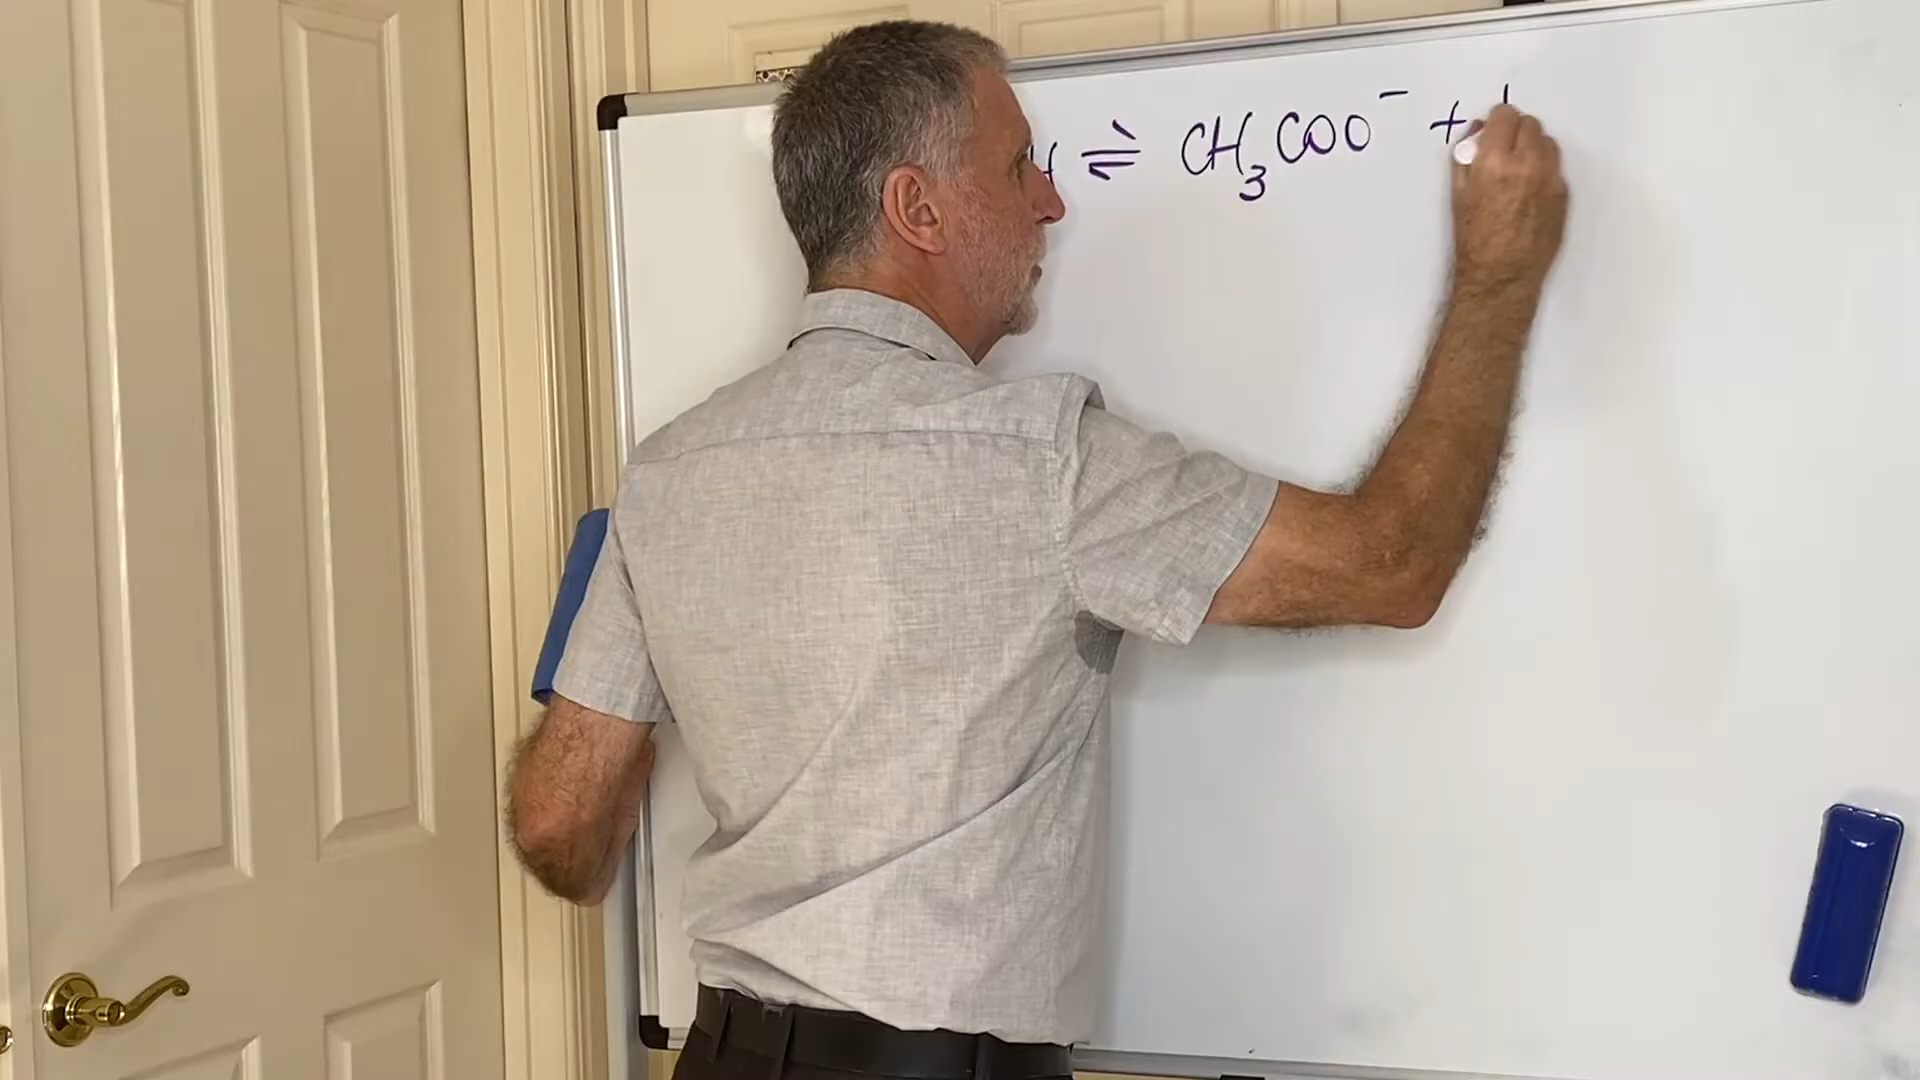 H ⇌ CH₃COO⁻ +